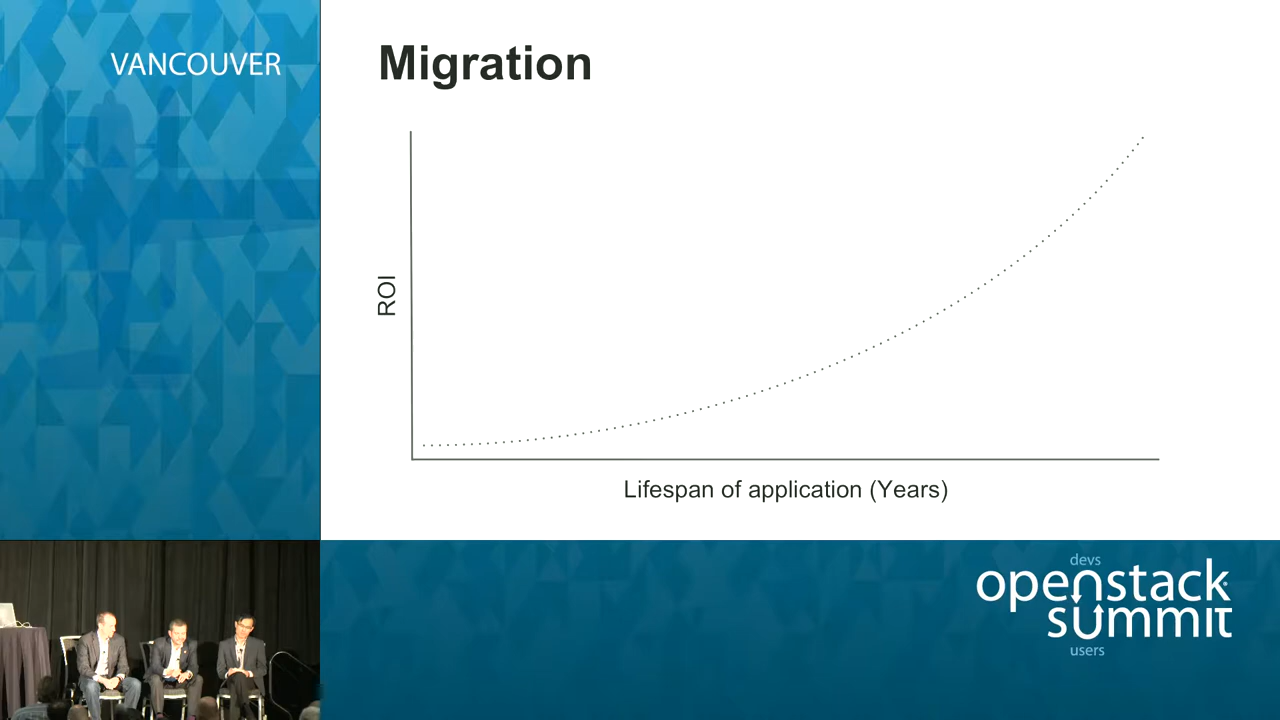 VANCOUVER
Migration
ROI
Lifespan of application (Years)
devs
openstack
summit
users